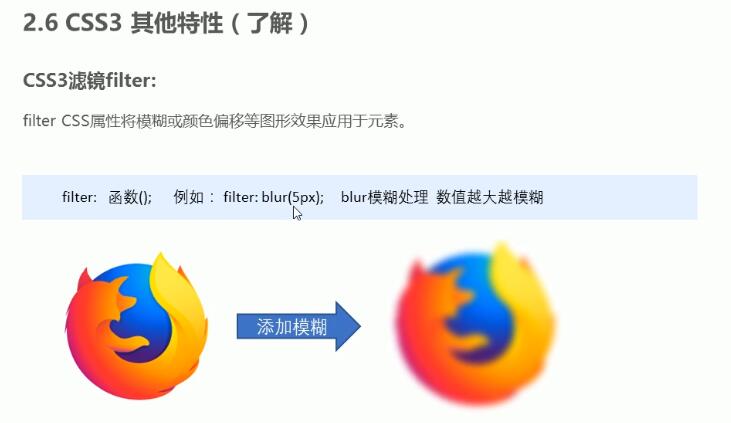 2.6 CSS3 其他特性（了解）
CSS3滤镜filter:
filter CSS属性将模糊或颜色偏移等图形效果应用于元素。
filter: 函数(); 例如： filter: blur(5px); blur模糊处理 数值越大越模糊
添加模糊